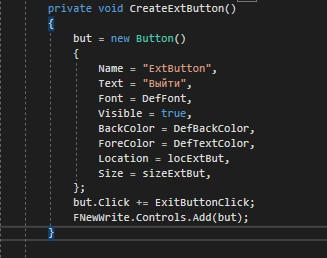 private void CreateExtButton()
{
but = new Button()
{
Name = "ExtButton",
Text = "Выйти",
Font = DefFont,
Visible = true,
BackColor = DefBackColor,
ForeColor = DefTextColor,
Location = locExtBut,
Size = sizeExtBut,
};
but.Click += ExitButtonClick;
FNewWrite.Controls.Add(but);
}